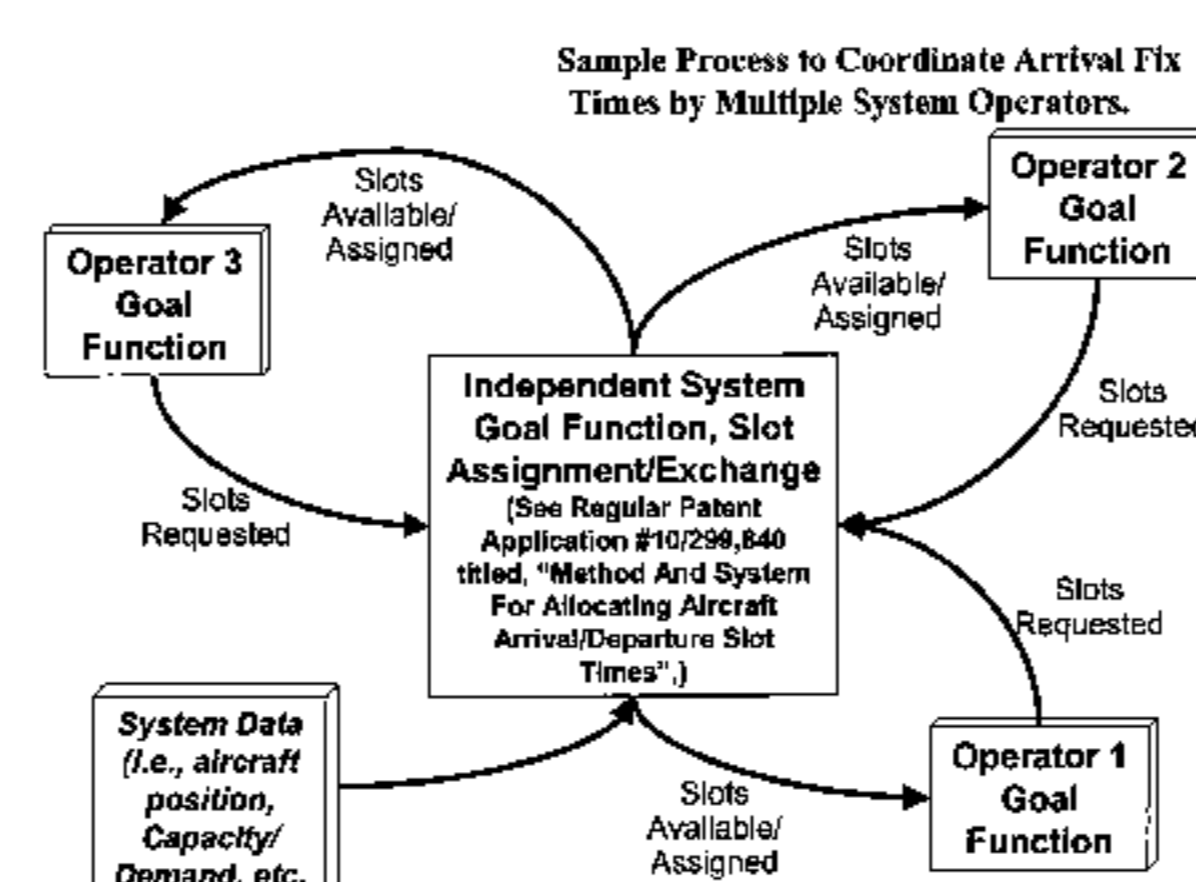 Sample Process to Coordinate Arrival Fix
Times by Multiple System Operators.
Operator 2
Goal
Function
Slots
Available/
Assigned
Operator 3
Goal
Function
Slots
Available/
Assigned
Slots
Requested
Independent System
Goal Function, Slot
Assignment/Exchange
(See Regular Patent
Application #10/299,640
titled, "Method And System
For Allocating Aircraft
Arrival/Departure Slot
Times",)
Slots
Requested
Slots
Requested
System Data
(i.e., aircraft
position,
Capacity/
Demand, etc.
Slots
Available/
Assigned
Operator 1
Goal
Function